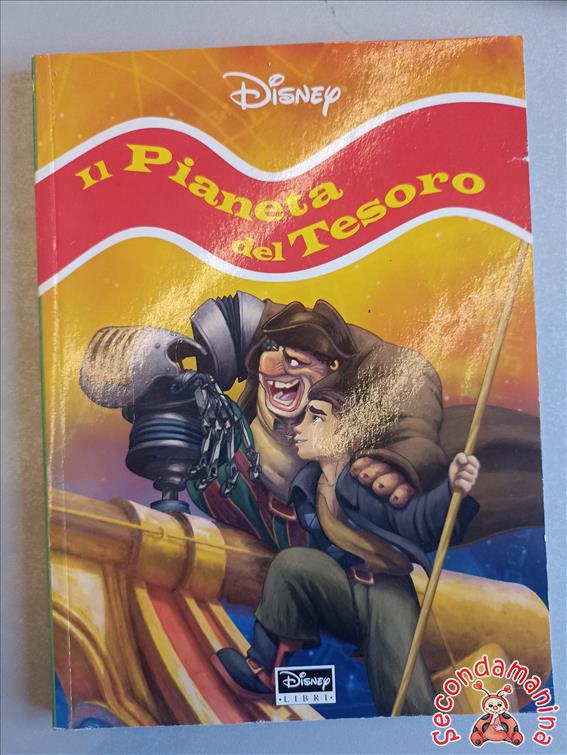 Disney
Il Pianeta
del Tesoro
Disney
LIBRI
Secondamanina